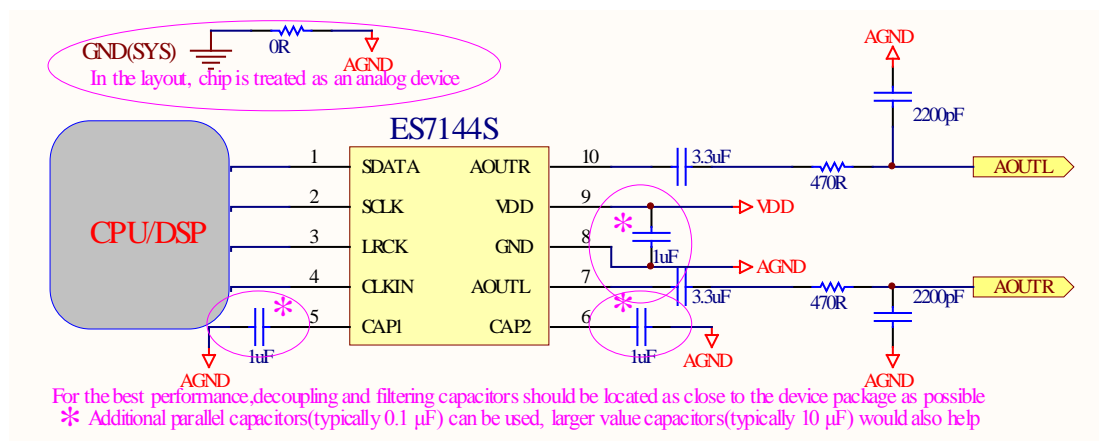 AGND
GND(SYS)
0R
AGND
In the layout, chip is treated as an analog device
2200pF
ES7144S
CPU/DSP
1 SDATA AOUTR 10 3.3uF 470R AOUTL
2 SCLK VDD 9 VDD
3 LRCK GND 8 1uF AGND
4 CLKIN AOUTL 7 3.3uF 470R 2200pF AOUTR
5 CAP1 CAP2 6
1uF 1uF
AGND AGND AGND
For the best performance,decoupling and filtering capacitors should be located as close to the device package as possible
* Additional parallel capacitors(typically 0.1 μF) can be used, larger value capacitors(typically 10 μF) would also help